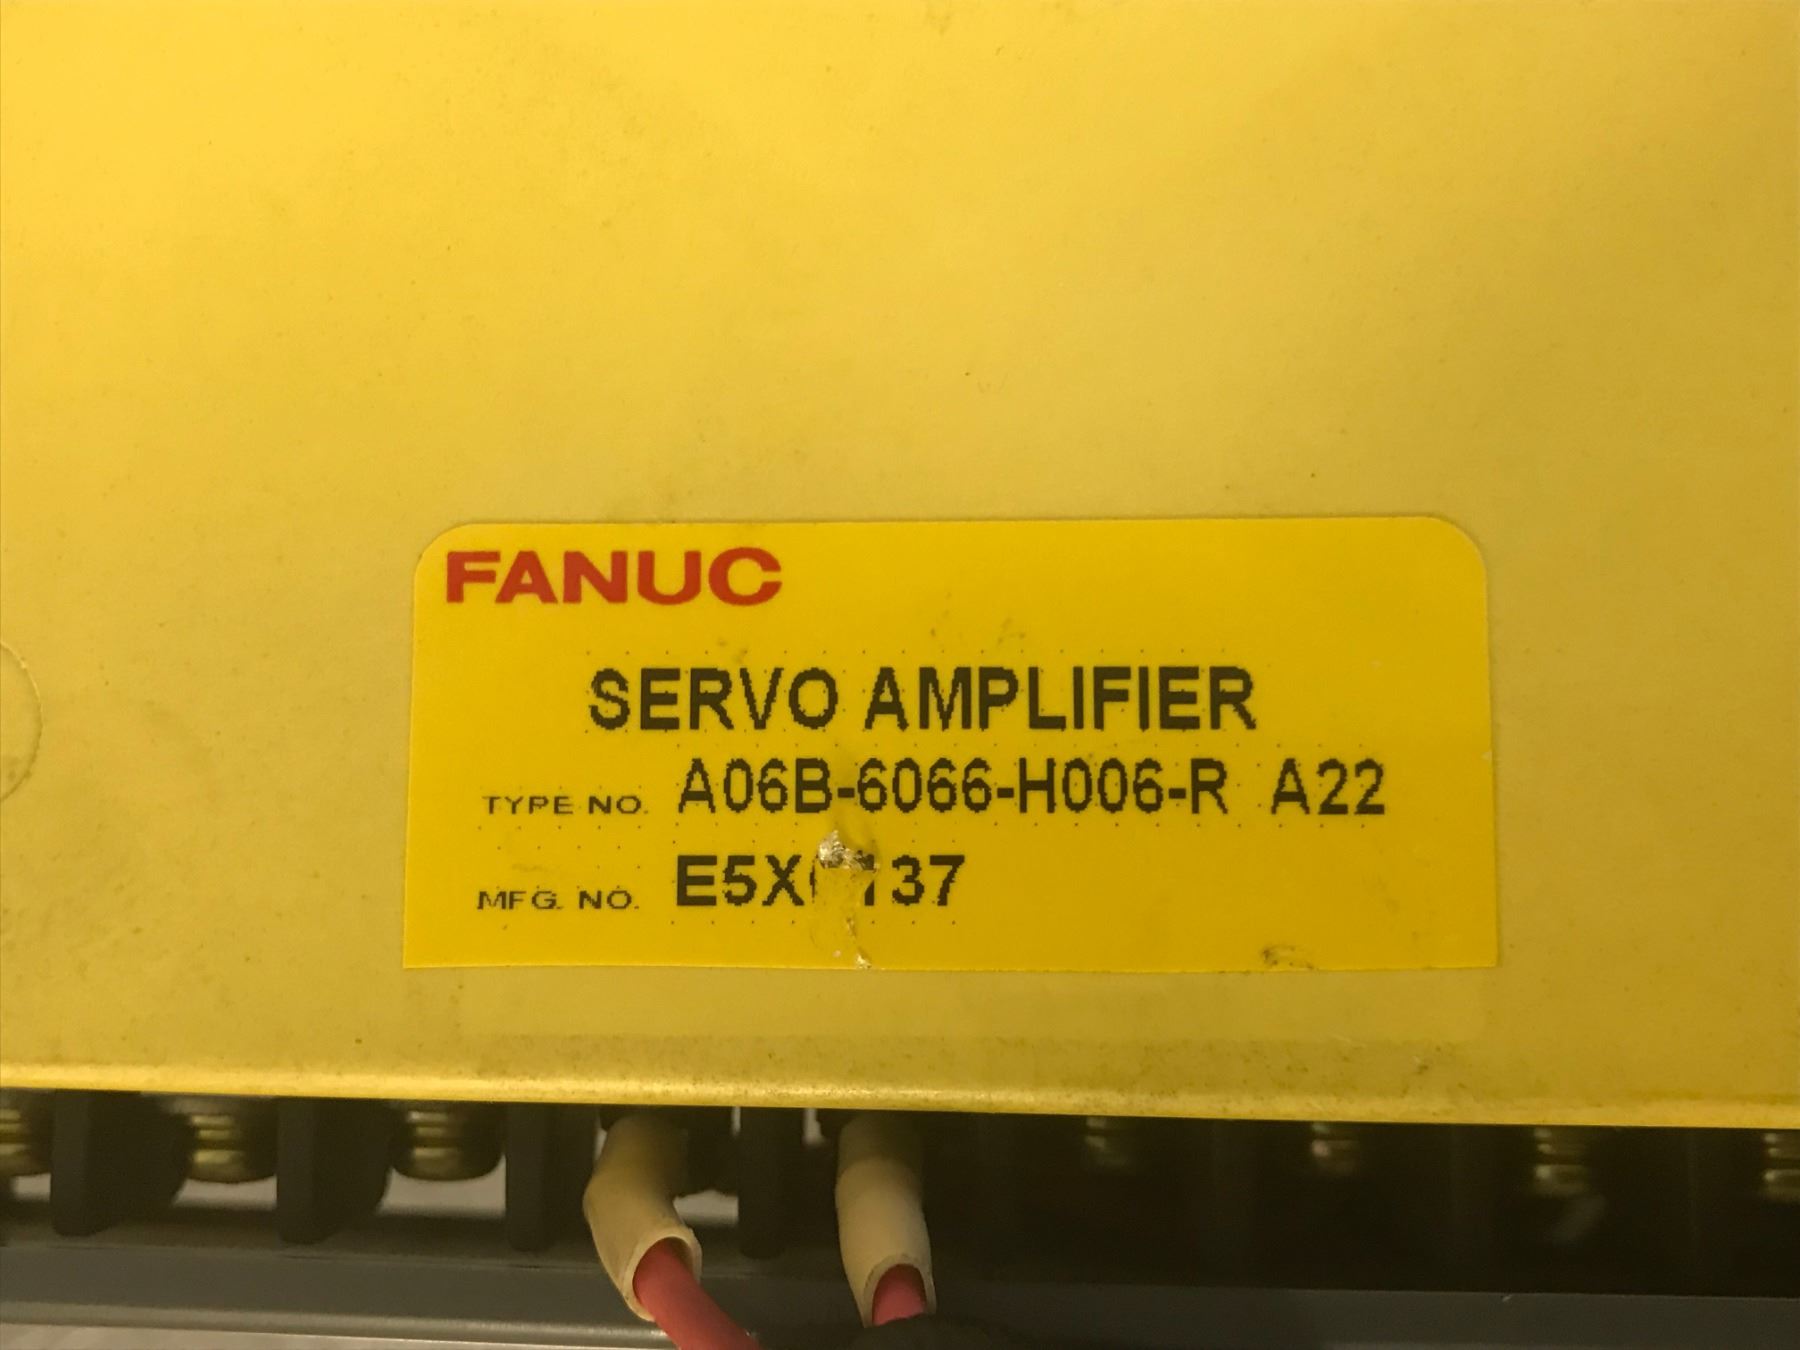 FANUC
SERVO AMPLIFIER
TYPE NO. A06B-6066-H006-R A22
MFG. NO.